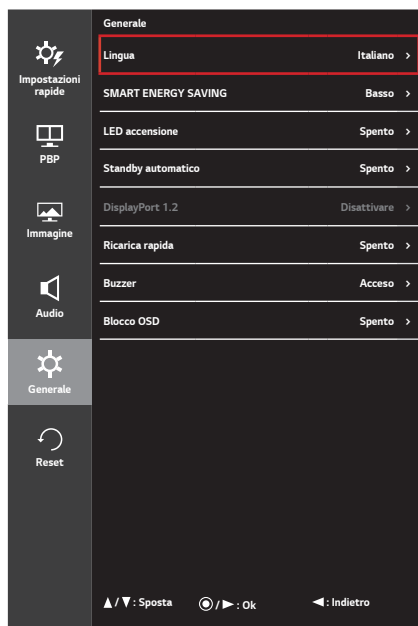 Impostazioni
rapide
PBP
Immagine
Audio
Generale
Reset
Generale
Lingua Italiano >
SMART ENERGY SAVING Basso >
LED accensione Spento >
Standby automatico Spento >
DisplayPort 1.2 Disattivare >
Ricarica rapida Spento >
Buzzer Acceso >
Blocco OSD Spento >
▲/▼: Sposta ◉/►: Ok ◄: Indietro